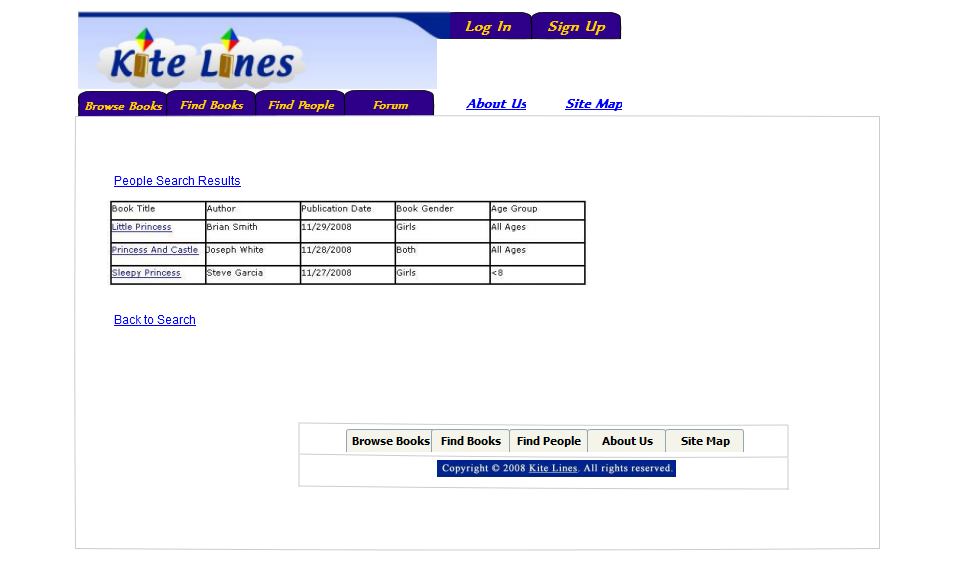 Log In Sign Up
Kite Lines
Browse Books Find Books Find People Forum About Us Site Map
People Search Results
Book Title Author Publication Date Book Gender Age Group
Little Princess Brian Smith 11/29/2008 Girls All Ages
Princess And Castle Joseph White 11/28/2008 Both All Ages
Sleepy Princess Steve Garcia 11/27/2008 Girls <8
Back to Search
Browse Books Find Books Find People About Us Site Map
Copyright © 2008 Kite Lines. All rights reserved.